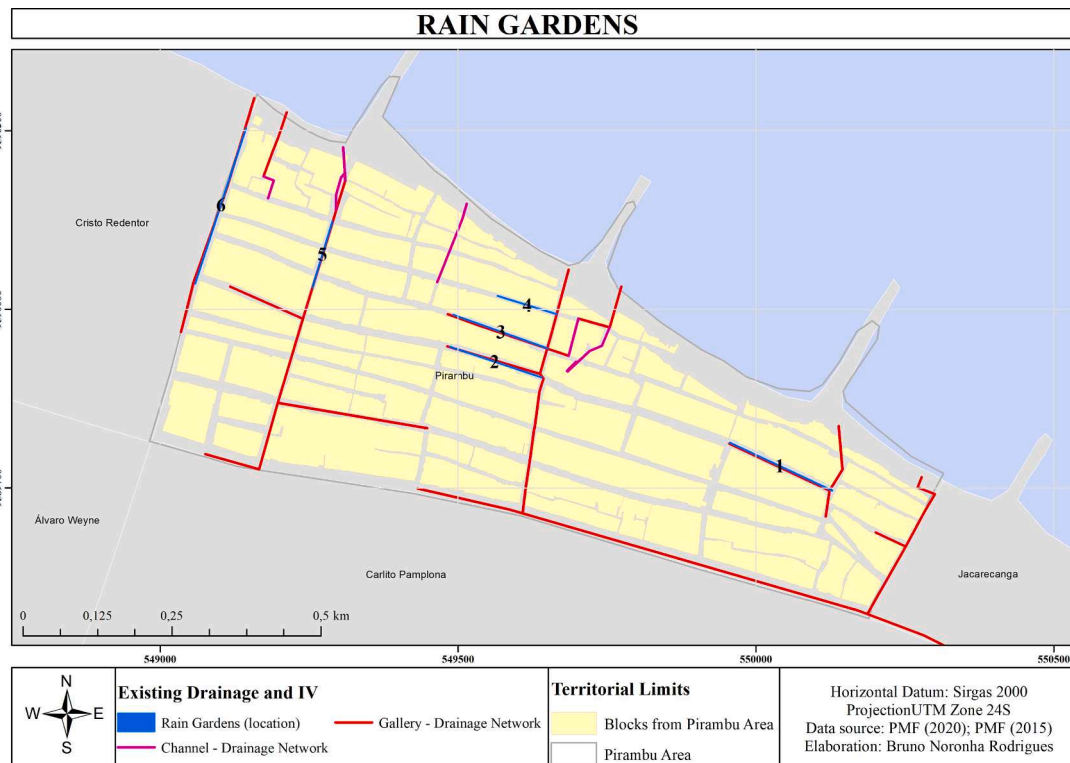 RAIN GARDENS
Cristo Redentor
6
5
4
3
2
Pirambu
1
Álvaro Weyne
Carlito Pamplona
Jacarecanga
0 0,125 0,25 0,5 km
549000 549500 550000 550500
N
W E
S
Existing Drainage and IV
Rain Gardens (location)
Gallery - Drainage Network
Channel - Drainage Network
Territorial Limits
Blocks from Pirambu Area
Pirambu Area
Horizontal Datum: Sirgas 2000
ProjectionUTM Zone 24S
Data source: PMF (2020); PMF (2015)
Elaboration: Bruno Noronha Rodrigues